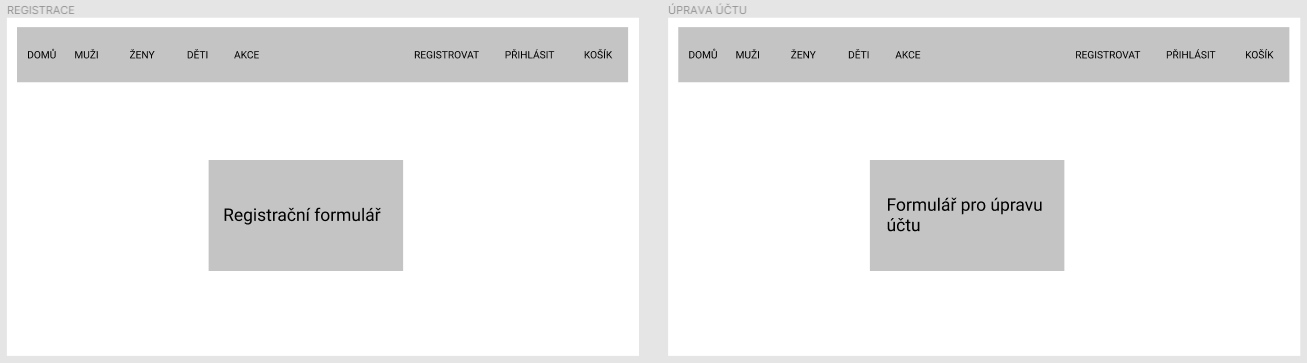 REGISTRACE
DOMŮ MUŽI ŽENY DĚTI AKCE REGISTROVAT PŘIHLÁSIT KOŠÍK
Registrační formulář
ÚPRAVA ÚČTU
DOMŮ MUŽI ŽENY DĚTI AKCE REGISTROVAT PŘIHLÁSIT KOŠÍK
Formulář pro úpravu
účtu